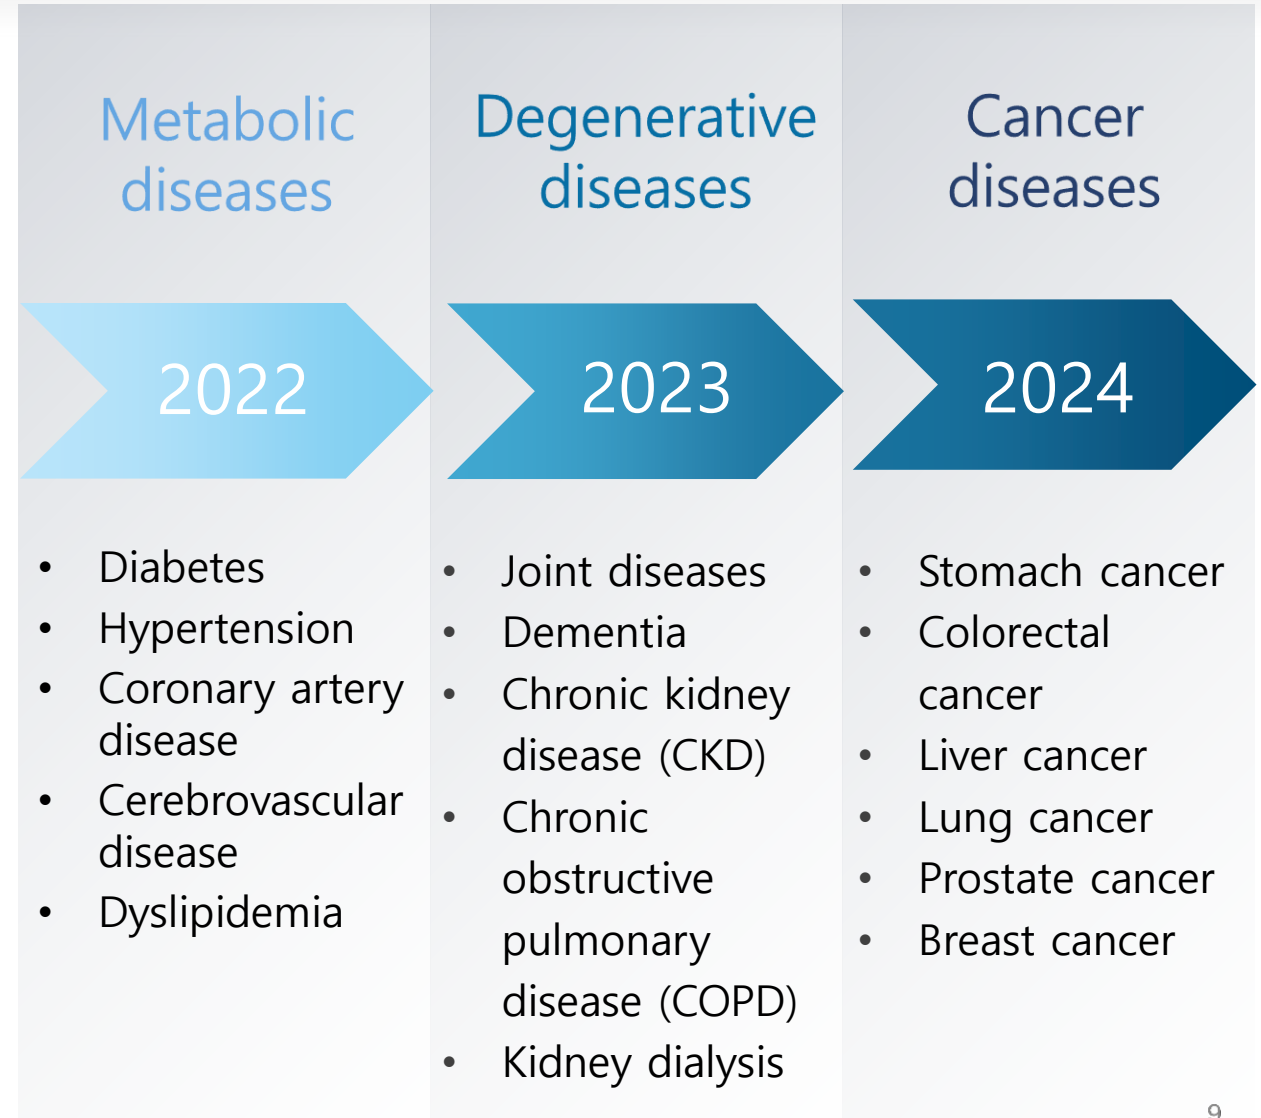 Metabolic
diseases
2022
• Diabetes
• Hypertension
• Coronary artery
disease
• Cerebrovascular
disease
• Dyslipidemia
Degenerative
diseases
2023
• Joint diseases
• Dementia
• Chronic kidney
disease (CKD)
• Chronic
obstructive
pulmonary
disease (COPD)
• Kidney dialysis
Cancer
diseases
2024
• Stomach cancer
• Colorectal
cancer
• Liver cancer
• Lung cancer
• Prostate cancer
• Breast cancer
9